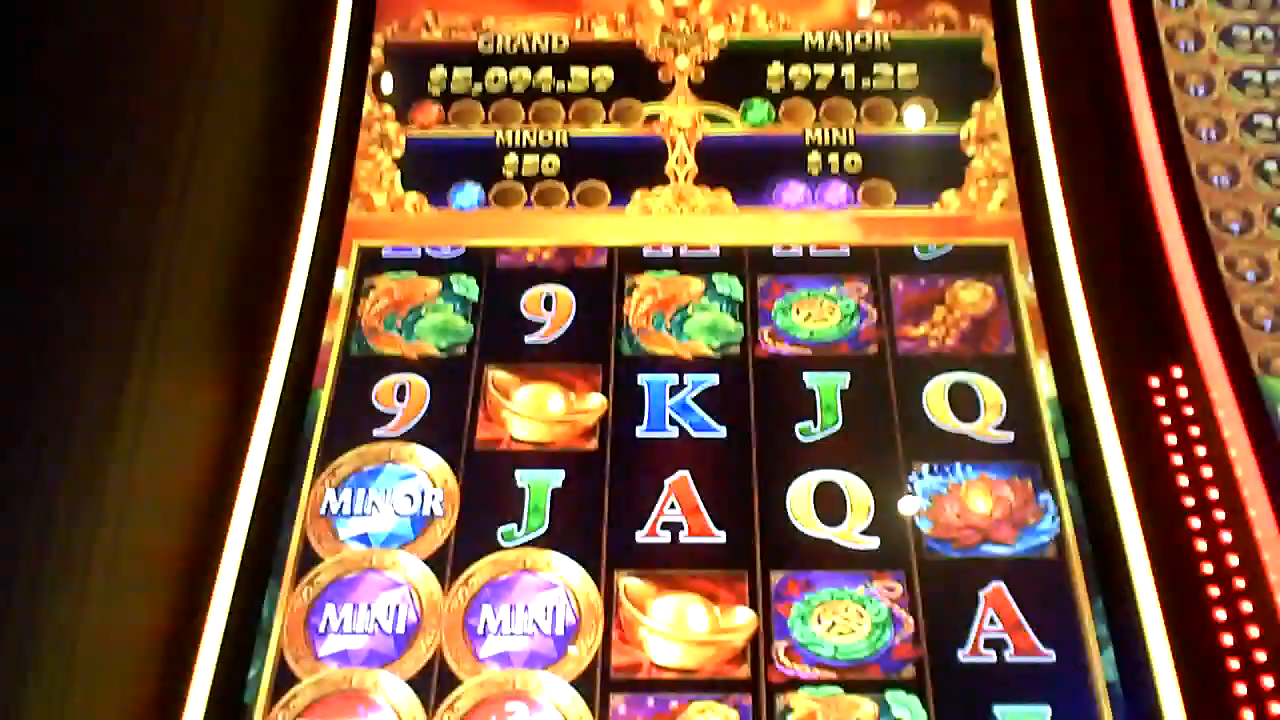 GRAND MAJOR
$5,094.39 $971.25
MINOR MINI
$50 $10
9
9 K J Q
MINOR J A Q
MINI MINI A